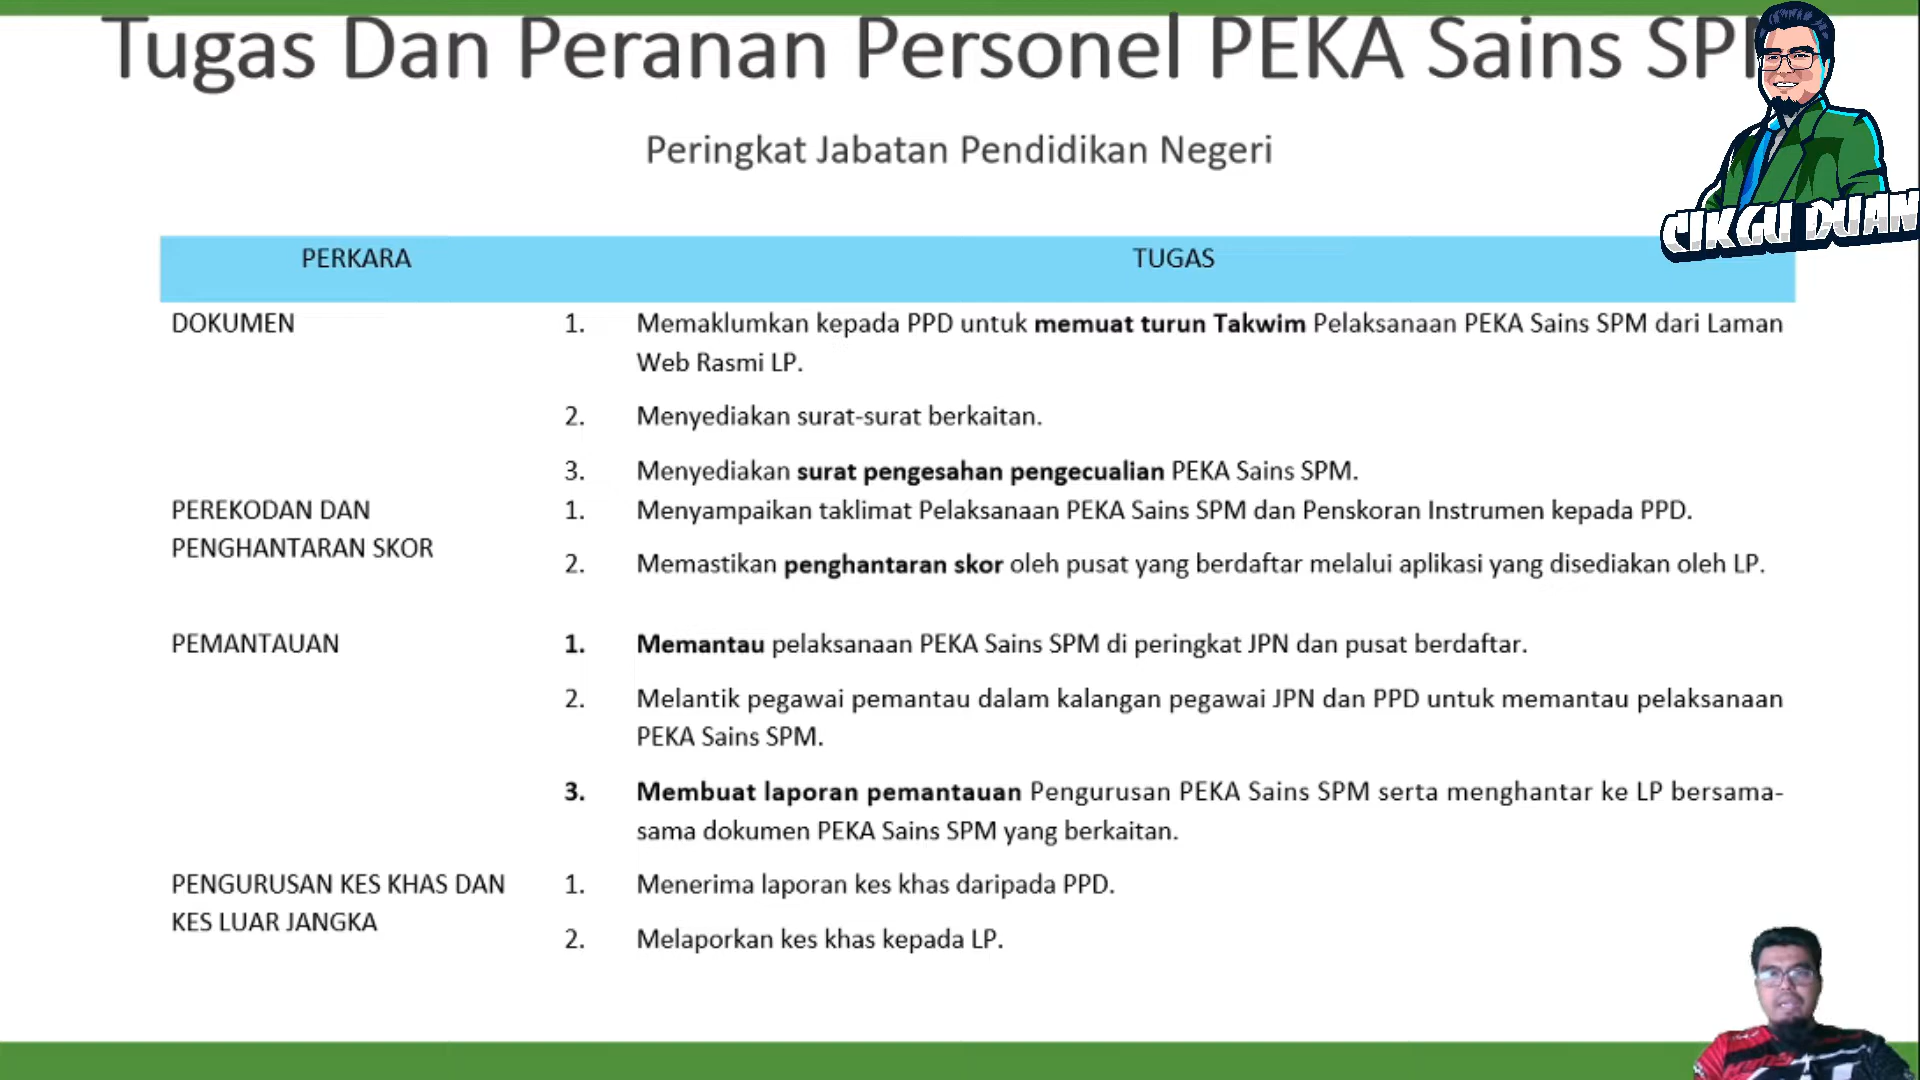 Tugas Dan Peranan Personel PEKA Sains SP
Peringkat Jabatan Pendidikan Negeri
CIKGU DUAN
PERKARA TUGAS
DOKUMEN 1. Memaklumkan kepada PPD untuk memuat turun Takwim Pelaksanaan PEKA Sains SPM dari Laman
Web Rasmi LP.
2. Menyediakan surat-surat berkaitan.
3. Menyediakan surat pengesahan pengecualian PEKA Sains SPM.
PEREKODAN DAN 1. Menyampaikan taklimat Pelaksanaan PEKA Sains SPM dan Penskoran Instrumen kepada PPD.
PENGHANTARAN SKOR
2. Memastikan penghantaran skor oleh pusat yang berdaftar melalui aplikasi yang disediakan oleh LP.
PEMANTAUAN 1. Memantau pelaksanaan PEKA Sains SPM di peringkat JPN dan pusat berdaftar.
2. Melantik pegawai pemantau dalam kalangan pegawai JPN dan PPD untuk memantau pelaksanaan
PEKA Sains SPM.
3. Membuat laporan pemantauan Pengurusan PEKA Sains SPM serta menghantar ke LP bersama-
sama dokumen PEKA Sains SPM yang berkaitan.
PENGURUSAN KES KHAS DAN 1. Menerima laporan kes khas daripada PPD.
KES LUAR JANGKA
2. Melaporkan kes khas kepada LP.